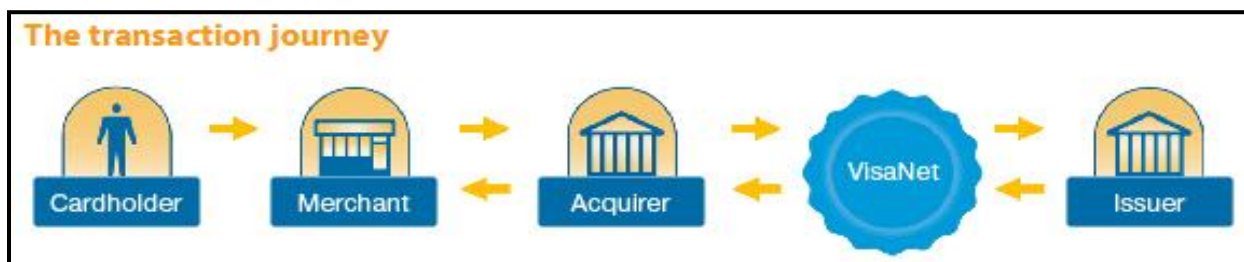 The transaction journey
Cardholder
Merchant
Acquirer
VisaNet
Issuer